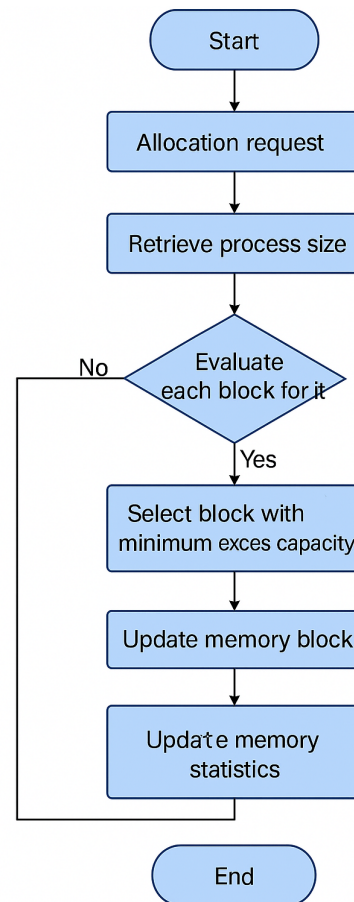 Start
Allocation request
Retrieve process size
Evaluate
each block for it
No
Yes
Select block with
minimum exces capacity
Update memory block
Update memory
statistics
End